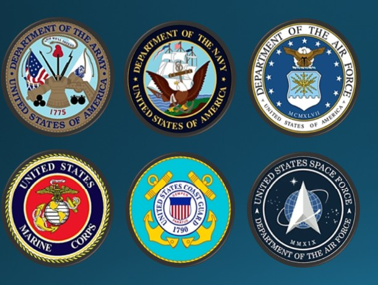 DEPARTMENT OF THE ARMY
UNITED STATES OF AMERICA
1775
DEPARTMENT OF THE NAVY
UNITED STATES OF AMERICA
DEPARTMENT OF THE AIR FORCE
MCMXLVII
UNITED STATES OF AMERICA
UNITED STATES
MARINE CORPS
UNITED STATES COAST GUARD
1790
UNITED STATES SPACE FORCE
MMXIX
DEPARTMENT OF THE AIR FORCE